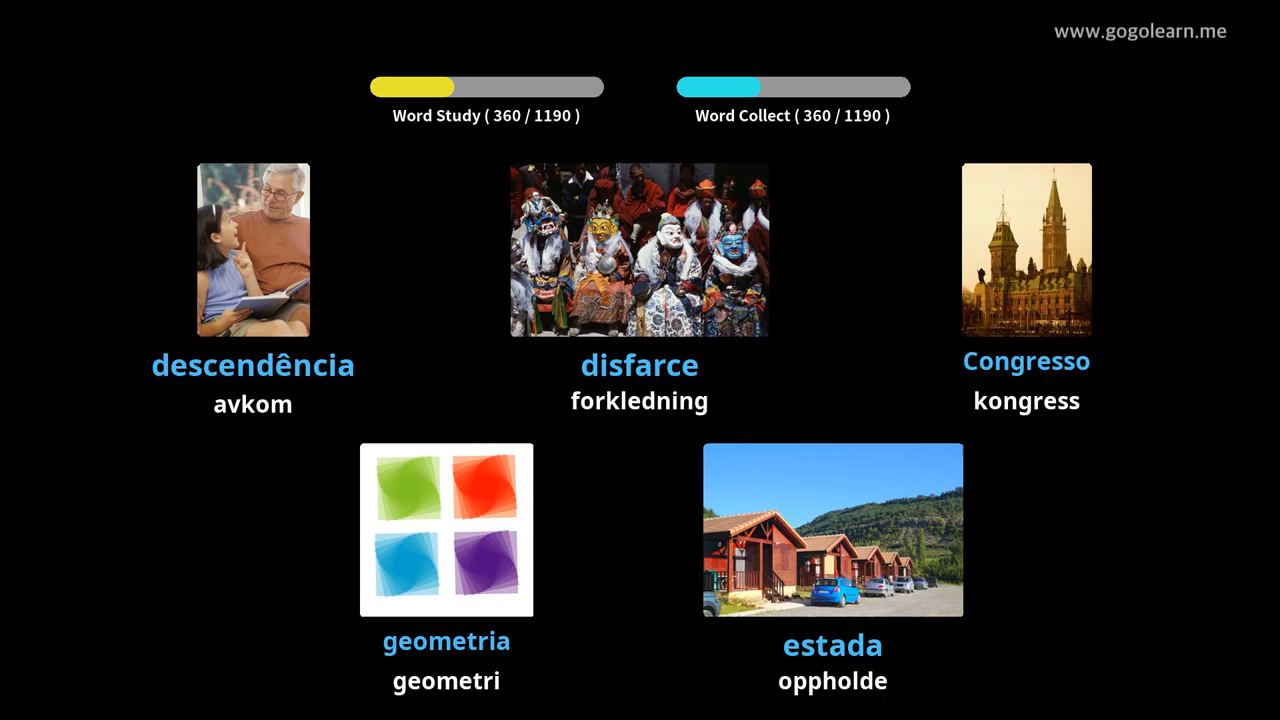 www.gogolearn.me
Word Study ( 360 / 1190 )
Word Collect ( 360 / 1190 )
descendência
disfarce
Congresso
avkom
forkledning
kongress
geometria
estada
geometri
oppholde